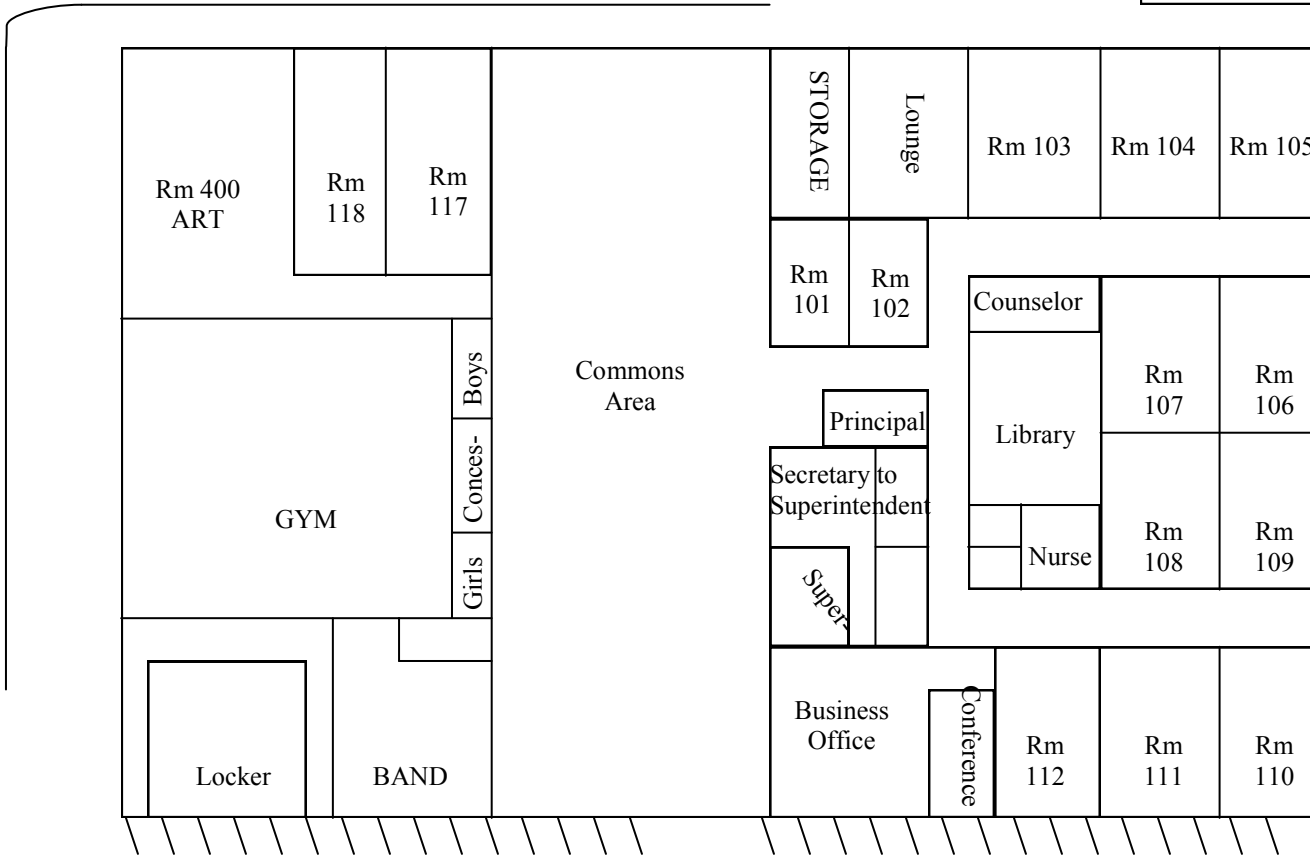 STORAGE
Lounge
Rm 103
Rm 104
Rm 105
Rm 400
ART
Rm
118
Rm
117
Rm
101
Rm
102
Counselor
Boys
Commons
Area
Rm
107
Rm
106
Principal
Library
Conces-
Secretary to
Superintendent
GYM
Girls
Super-
Nurse
Rm
108
Rm
109
Business
Office
Conference
Locker
BAND
Rm
112
Rm
111
Rm
110